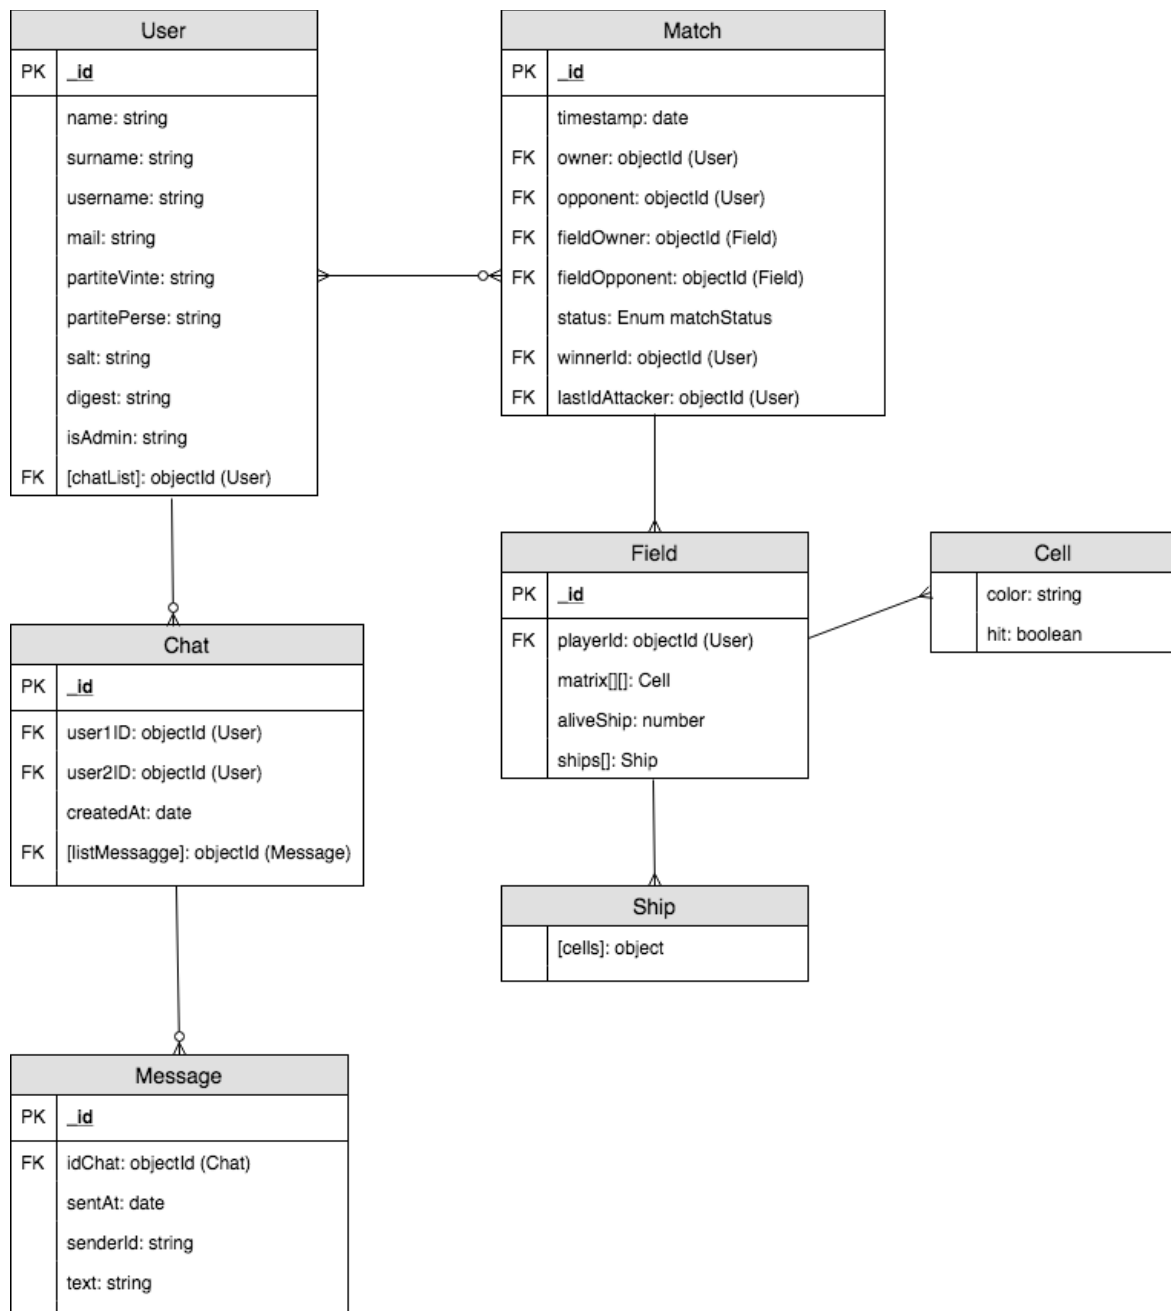 User
PK _id
name: string
surname: string
username: string
mail: string
partiteVinte: string
partitePerse: string
salt: string
digest: string
isAdmin: string
FK [chatList]: objectId (User)
Match
PK _id
timestamp: date
FK owner: objectId (User)
FK opponent: objectId (User)
FK fieldOwner: objectId (Field)
FK fieldOpponent: objectId (Field)
status: Enum matchStatus
FK winnerId: objectId (User)
FK lastIdAttacker: objectId (User)
Field
PK _id
FK playerId: objectId (User)
matrix[][]: Cell
aliveShip: number
ships[]: Ship
Cell
color: string
hit: boolean
Chat
PK _id
FK user1ID: objectId (User)
FK user2ID: objectId (User)
createdAt: date
FK [listMessagge]: objectId (Message)
Ship
[cells]: object
Message
PK _id
FK idChat: objectId (Chat)
sentAt: date
senderId: string
text: string